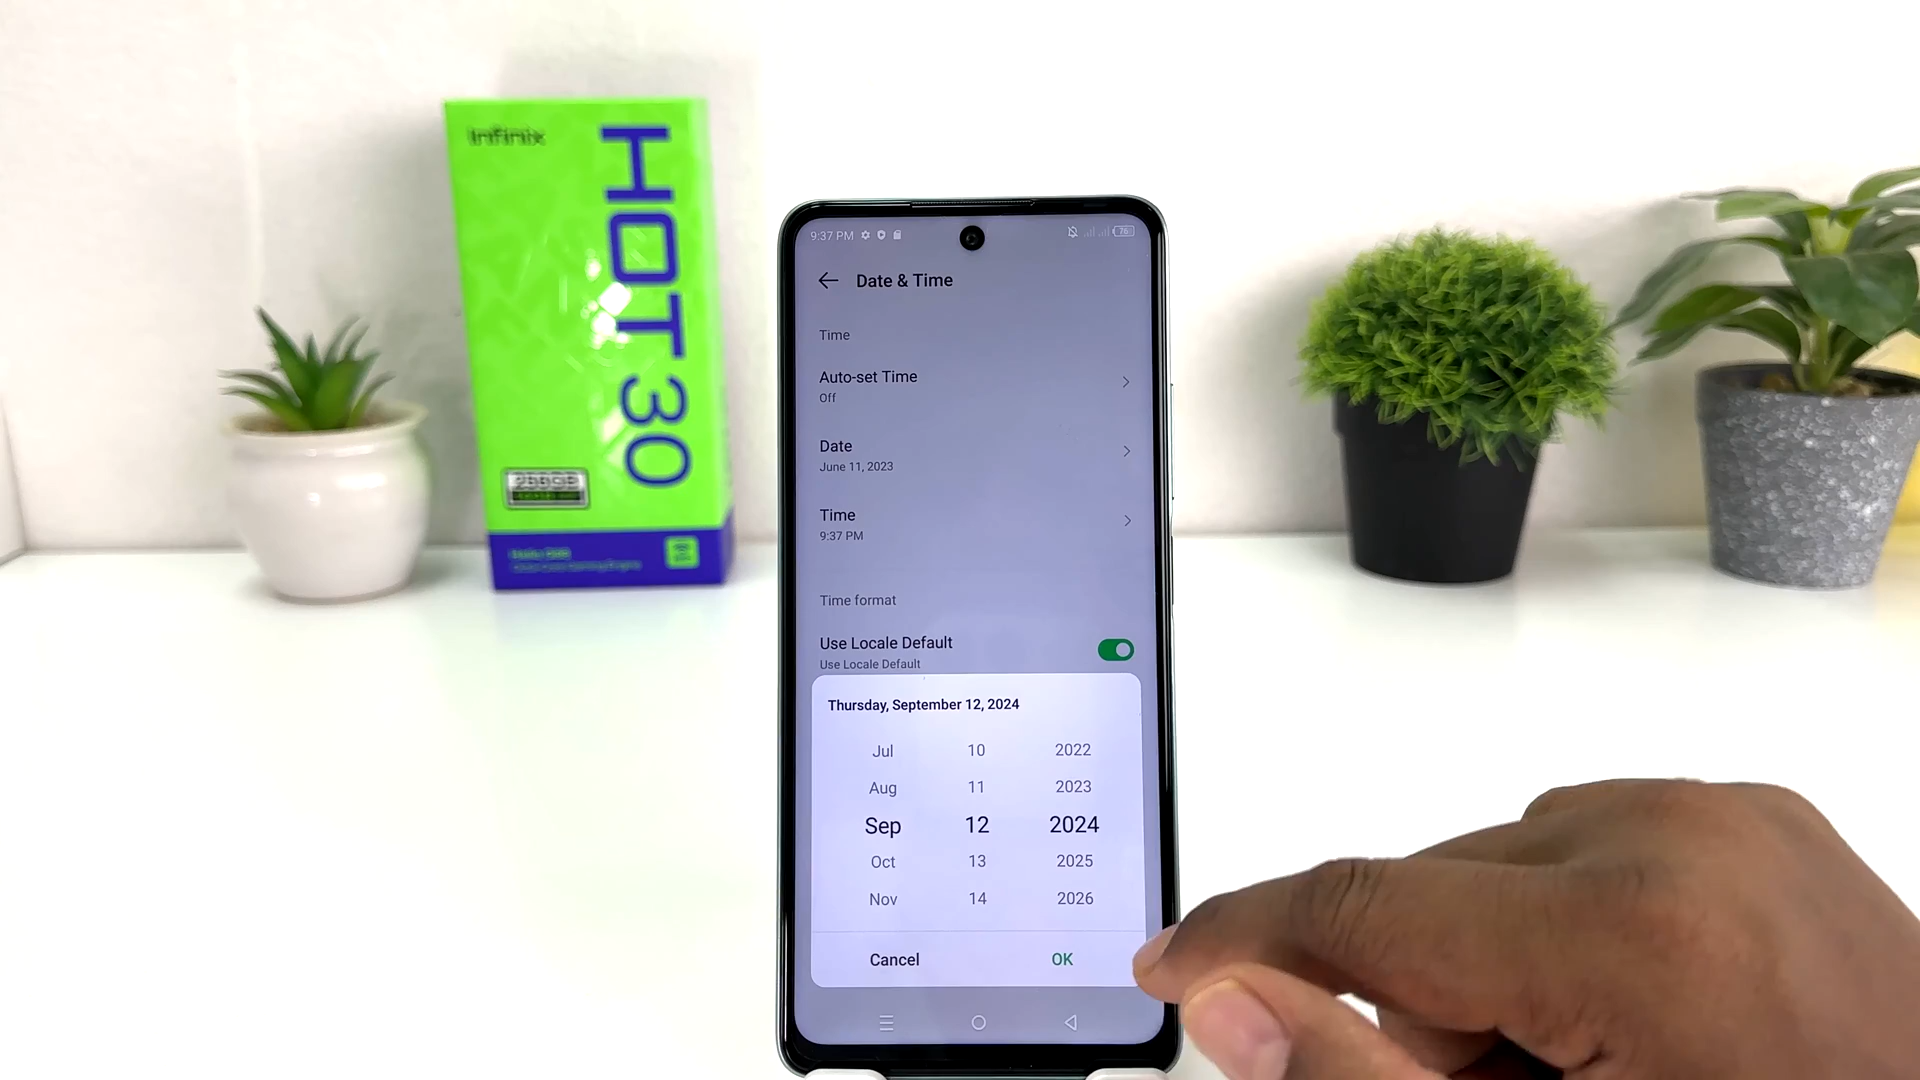 Infinix
HOT 30
256GB
9:37 PM
76
Date & Time
Time
Auto-set Time
Off
Date
June 11, 2023
Time
9:37 PM
Time format
Use Locale Default
Use Locale Default
Thursday, September 12, 2024
Jul 10 2022
Aug 11 2023
Sep 12 2024
Oct 13 2025
Nov 14 2026
Cancel OK